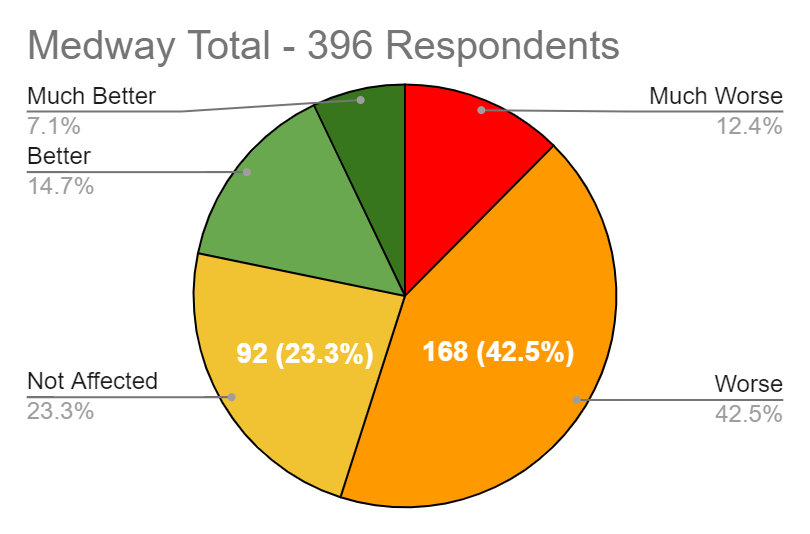 Medway Total - 396 Respondents
Much Better
7.1%
Better
14.7%
Not Affected
23.3%
92 (23.3%)
168 (42.5%)
Much Worse
12.4%
Worse
42.5%